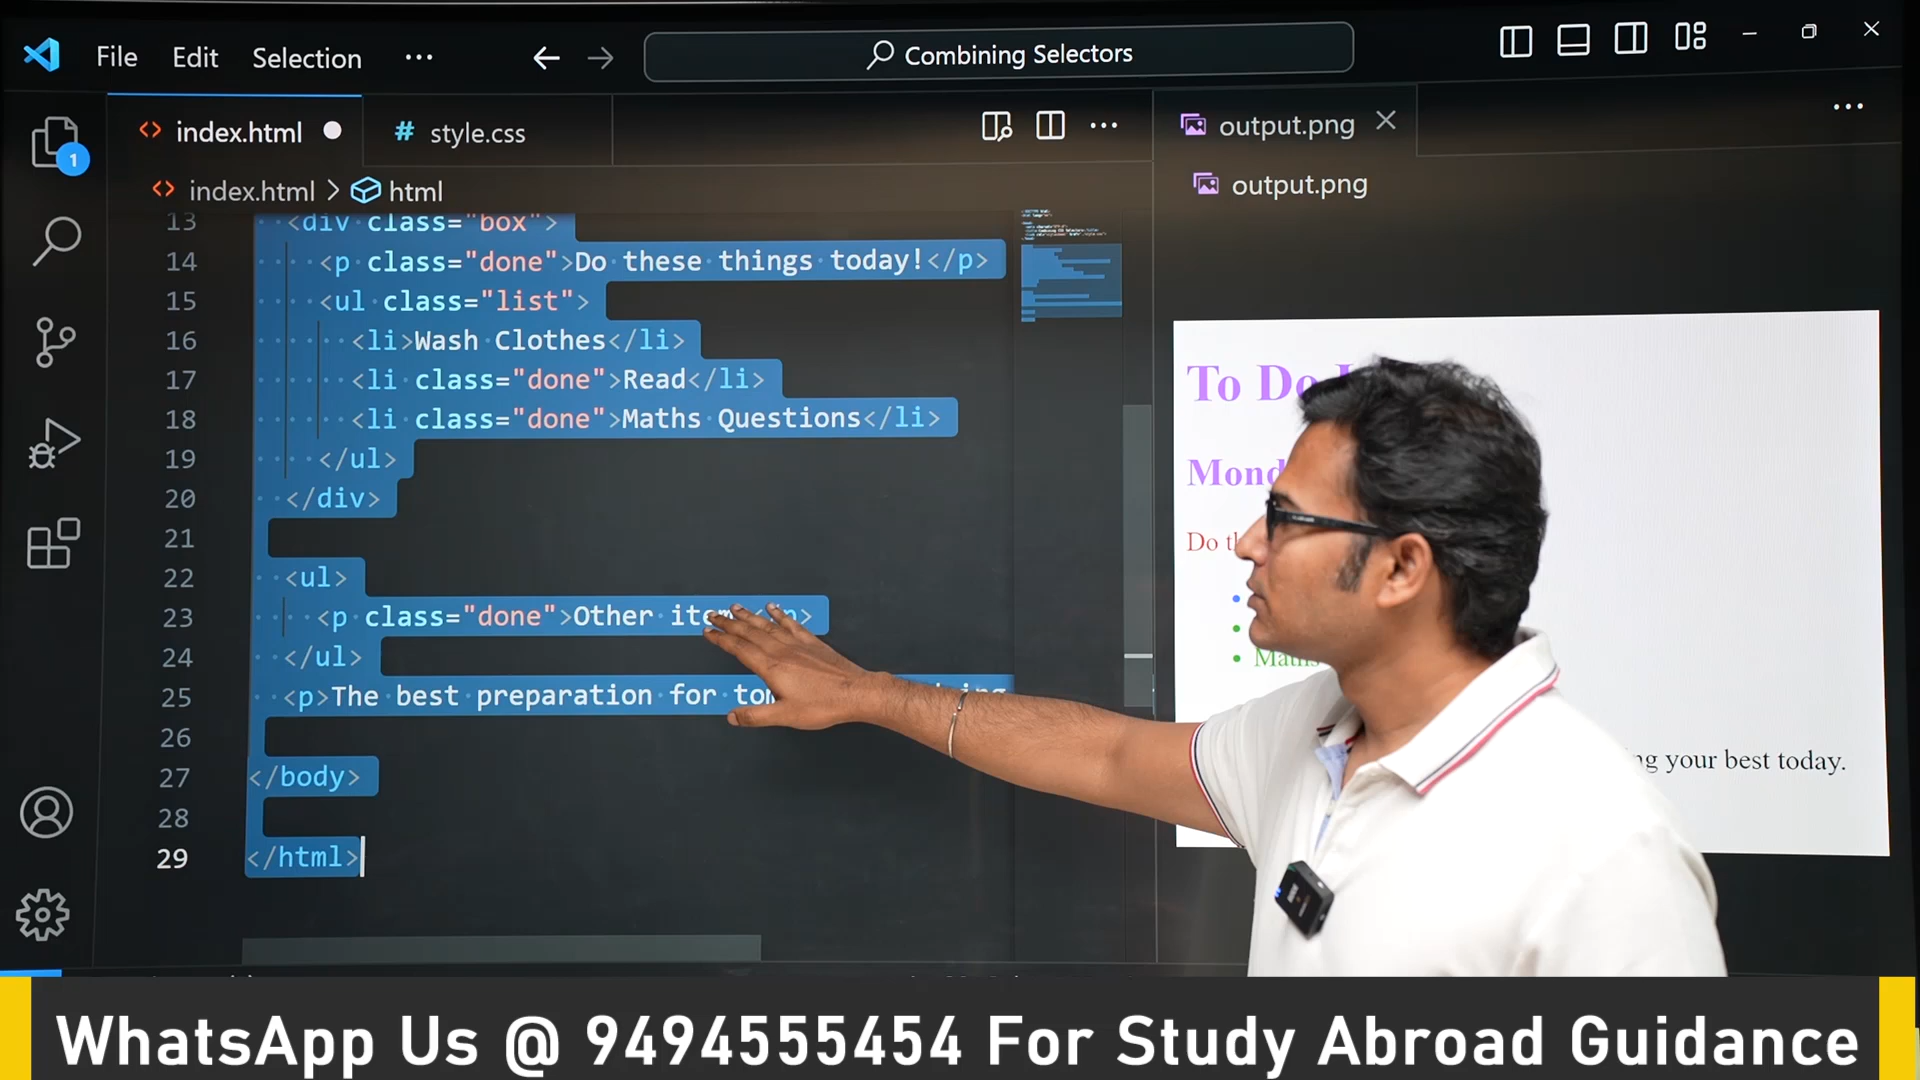 File Edit Selection ··· Combining Selectors
index.html style.css output.png
index.html > html output.png
1
13 <div class="box">
14 <p class="done">Do these things today!</p>
15 <ul class="list">
16 <li>Wash Clothes</li>
17 <li class="done">Read</li>
18 <li class="done">Maths Questions</li>
19 </ul>
20 </div>
21
22 <ul>
23 <p class="done">Other
24 </ul>
25 <p>The best preparation for
26
27 </body>
28
29 </html>
To Do
Do
Maths
your best today.
WhatsApp Us @ 9494555454 For Study Abroad Guidance